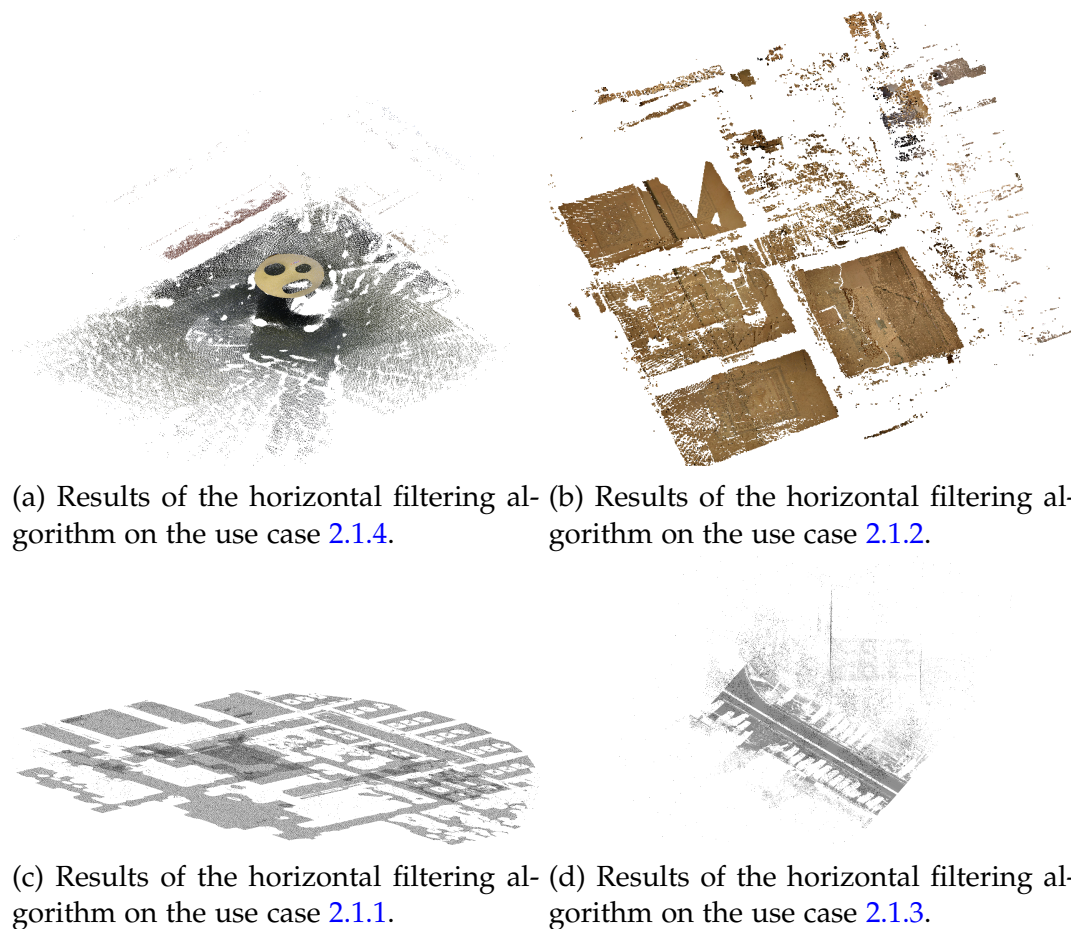 (a) Results of the horizontal filtering al-
gorithm on the use case 2.1.4.
(b) Results of the horizontal filtering al-
gorithm on the use case 2.1.2.
(c) Results of the horizontal filtering al-
gorithm on the use case 2.1.1.
(d) Results of the horizontal filtering al-
gorithm on the use case 2.1.3.